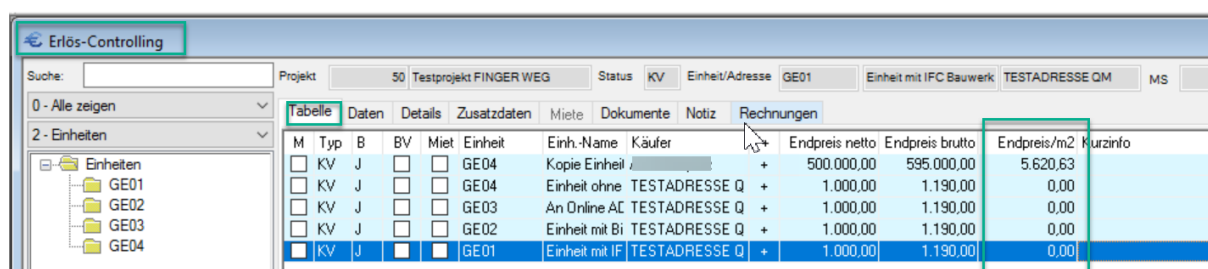 Erlös-Controlling
Suche:
Projekt 50 Testprojekt FINGER WEG Status KV Einheit/Adresse GE01 Einheit mit IFC Bauwerk TESTADRESSE QM MS
0 - Alle zeigen
Tabelle Daten Details Zusatzdaten Miete Dokumente Notiz Rechnungen
2 - Einheiten
M Typ B BV Miet Einheit Einh.-Name Käufer + Endpreis netto Endpreis brutto Endpreis/m2 Kurzinfo
Einheiten
KV J GE04 Kopie Einheit + 500.000,00 595.000,00 5.620,63
GE01
KV J GE04 Einheit ohne TESTADRESSE Q + 1.000,00 1.190,00 0,00
GE02
KV J GE03 An Online AD TESTADRESSE Q + 1.000,00 1.190,00 0,00
GE03
KV J GE02 Einheit mit Bi TESTADRESSE Q + 1.000,00 1.190,00 0,00
GE04
KV J GE01 Einheit mit IF TESTADRESSE Q + 1.000,00 1.190,00 0,00